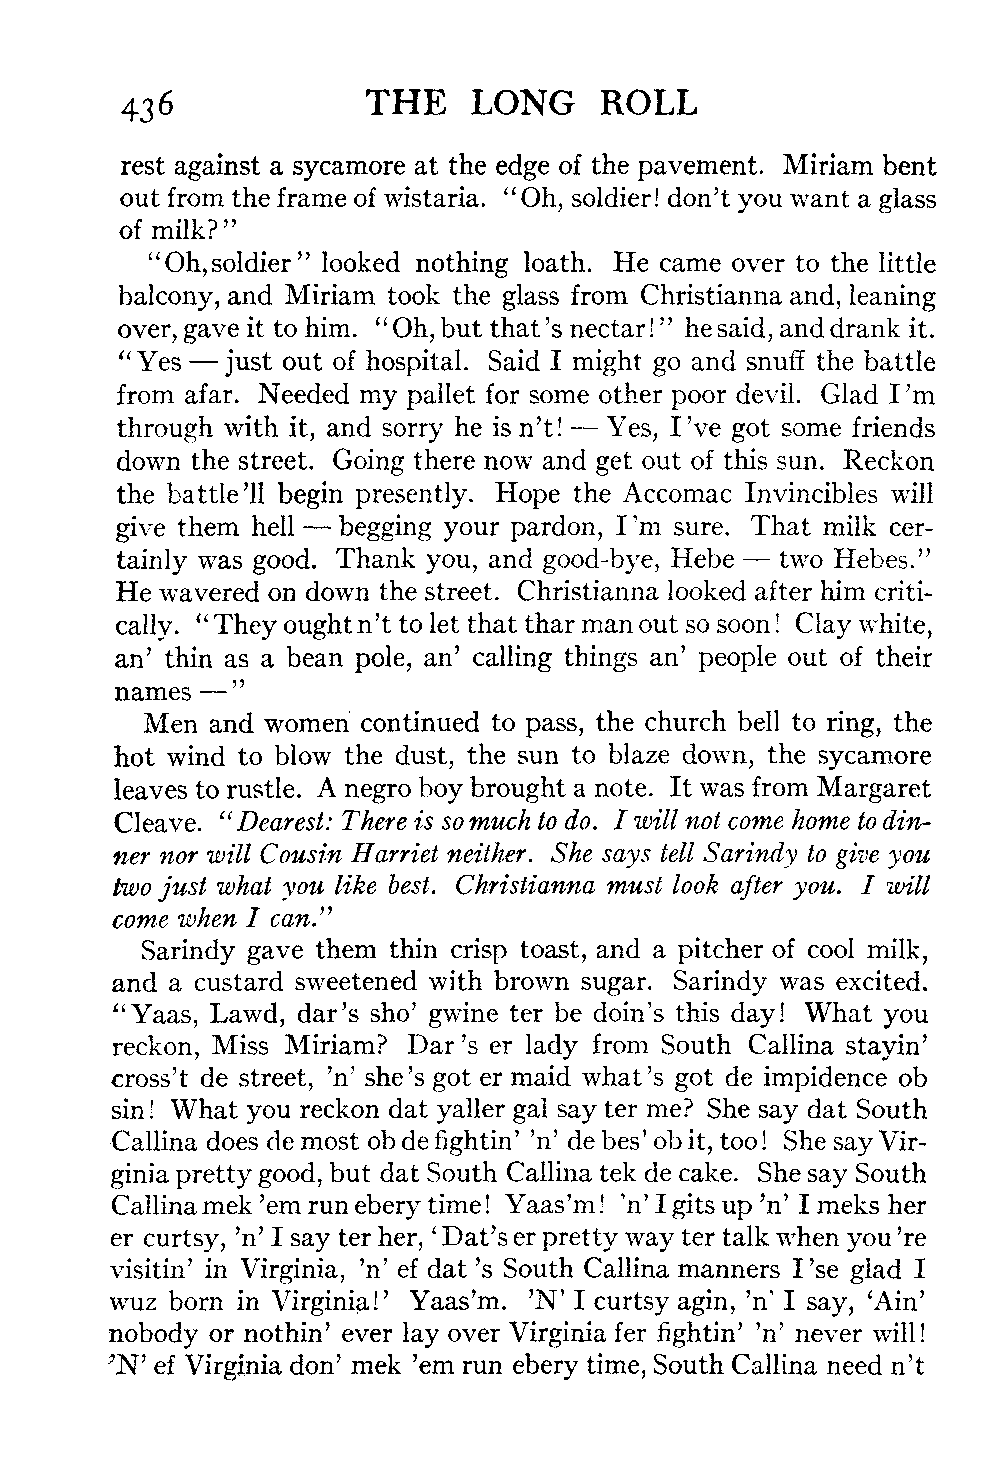 436 THE LONG ROLL
rest against a sycamore at the edge of the pavement. Miriam bent
out from the frame of wistaria. "Oh, soldier! don't you want a glass
of milk?"
"Oh, soldier" looked nothing loath. He came over to the little
balcony, and Miriam took the glass from Christianna and, leaning
over, gave it to him. "Oh, but that's nectar!" he said, and drank it.
"Yes — just out of hospital. Said I might go and snuff the battle
from afar. Needed my pallet for some other poor devil. Glad I'm
through with it, and sorry he is n't! — Yes, I've got some friends
down the street. Going there now and get out of this sun. Reckon
the battle'll begin presently. Hope the Accomac Invincibles will
give them hell — begging your pardon, I'm sure. That milk cer-
tainly was good. Thank you, and good-bye, Hebe — two Hebes."
He wavered on down the street. Christianna looked after him criti-
cally. "They ought n't to let that thar man out so soon! Clay white,
an' thin as a bean pole, an' calling things an' people out of their
names —"
Men and women continued to pass, the church bell to ring, the
hot wind to blow the dust, the sun to blaze down, the sycamore
leaves to rustle. A negro boy brought a note. It was from Margaret
Cleave. "Dearest: There is so much to do. I will not come home to din-
ner nor will Cousin Harriet neither. She says tell Sarindy to give you
two just what you like best. Christianna must look after you. I will
come when I can."
Sarindy gave them thin crisp toast, and a pitcher of cool milk,
and a custard sweetened with brown sugar. Sarindy was excited.
"Yaas, Lawd, dar's sho' gwine ter be doin's this day! What you
reckon, Miss Miriam? Dar's er lady from South Callina stayin'
cross't de street, 'n' she's got er maid what's got de impidence ob
sin! What you reckon dat yaller gal say ter me? She say dat South
Callina does de most ob de fightin' 'n' de bes' ob it, too! She say Vir-
ginia pretty good, but dat South Callina tek de cake. She say South
Callina mek 'em run ebery time! Yaas'm! 'n' I gits up 'n' I meks her
er curtsy, 'n' I say ter her, 'Dat's er pretty way ter talk when you're
visitin' in Virginia, 'n' ef dat 's South Callina manners I'se glad I
wuz born in Virginia!' Yaas'm. 'N' I curtsy agin, 'n' I say, 'Ain'
nobody or nothin' ever lay over Virginia fer fightin' 'n' never will!
'N' ef Virginia don' mek 'em run ebery time, South Callina need n't